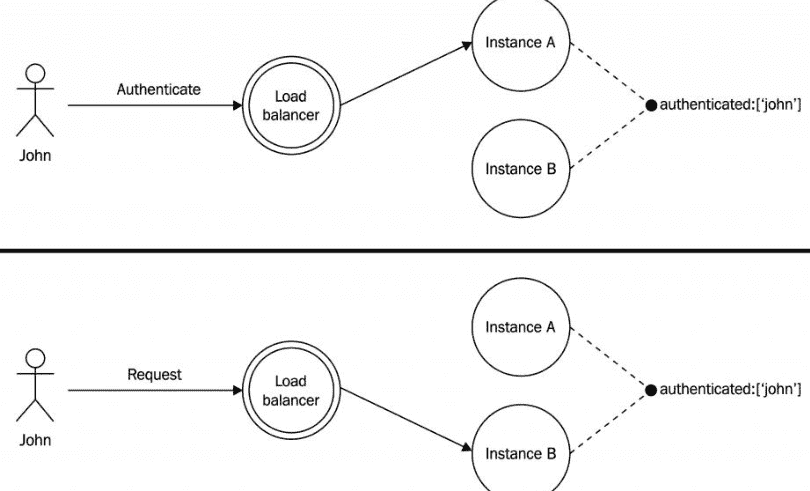 Instance A
Authenticate
Load
balancer
authenticated:[‘john’]
John
Instance B
Instance A
Request
Load
balancer
authenticated:[‘john’]
John
Instance B